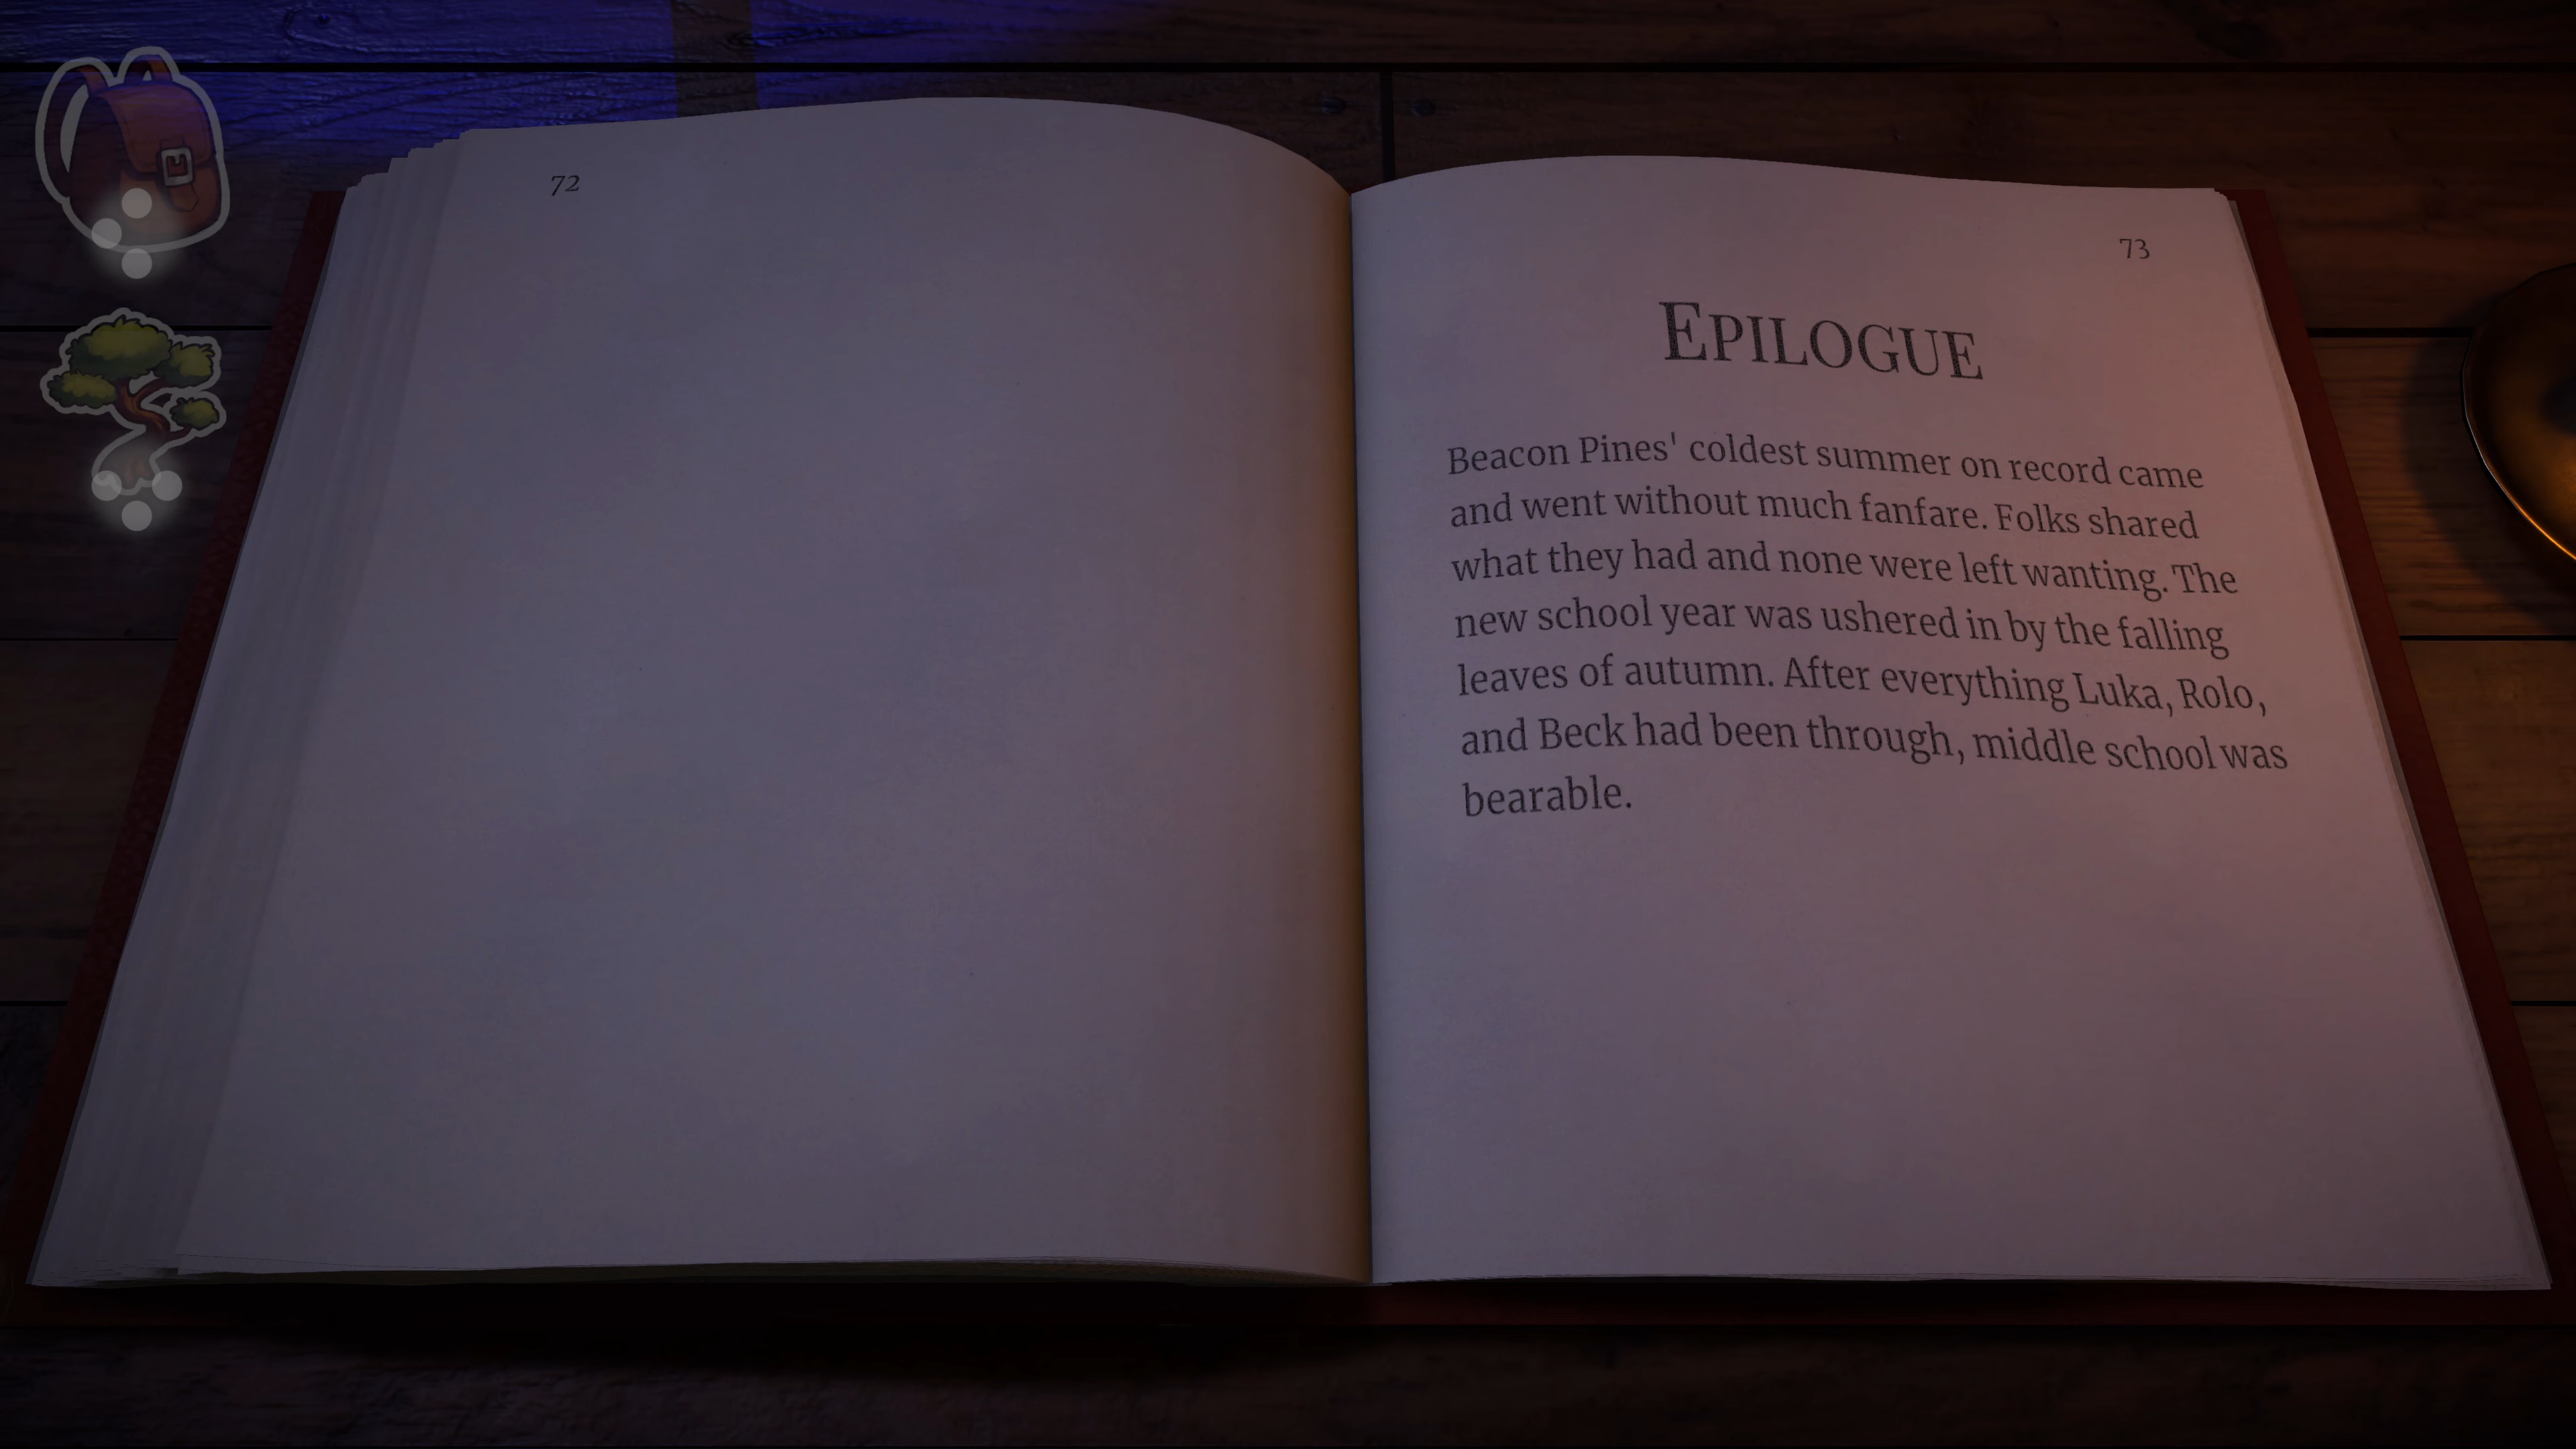 72
73
EPILOGUE
Beacon Pines' coldest summer on record came
and went without much fanfare. Folks shared
what they had and none were left wanting. The
new school year was ushered in by the falling
leaves of autumn. After everything Luka, Rolo,
and Beck had been through, middle school was
bearable.